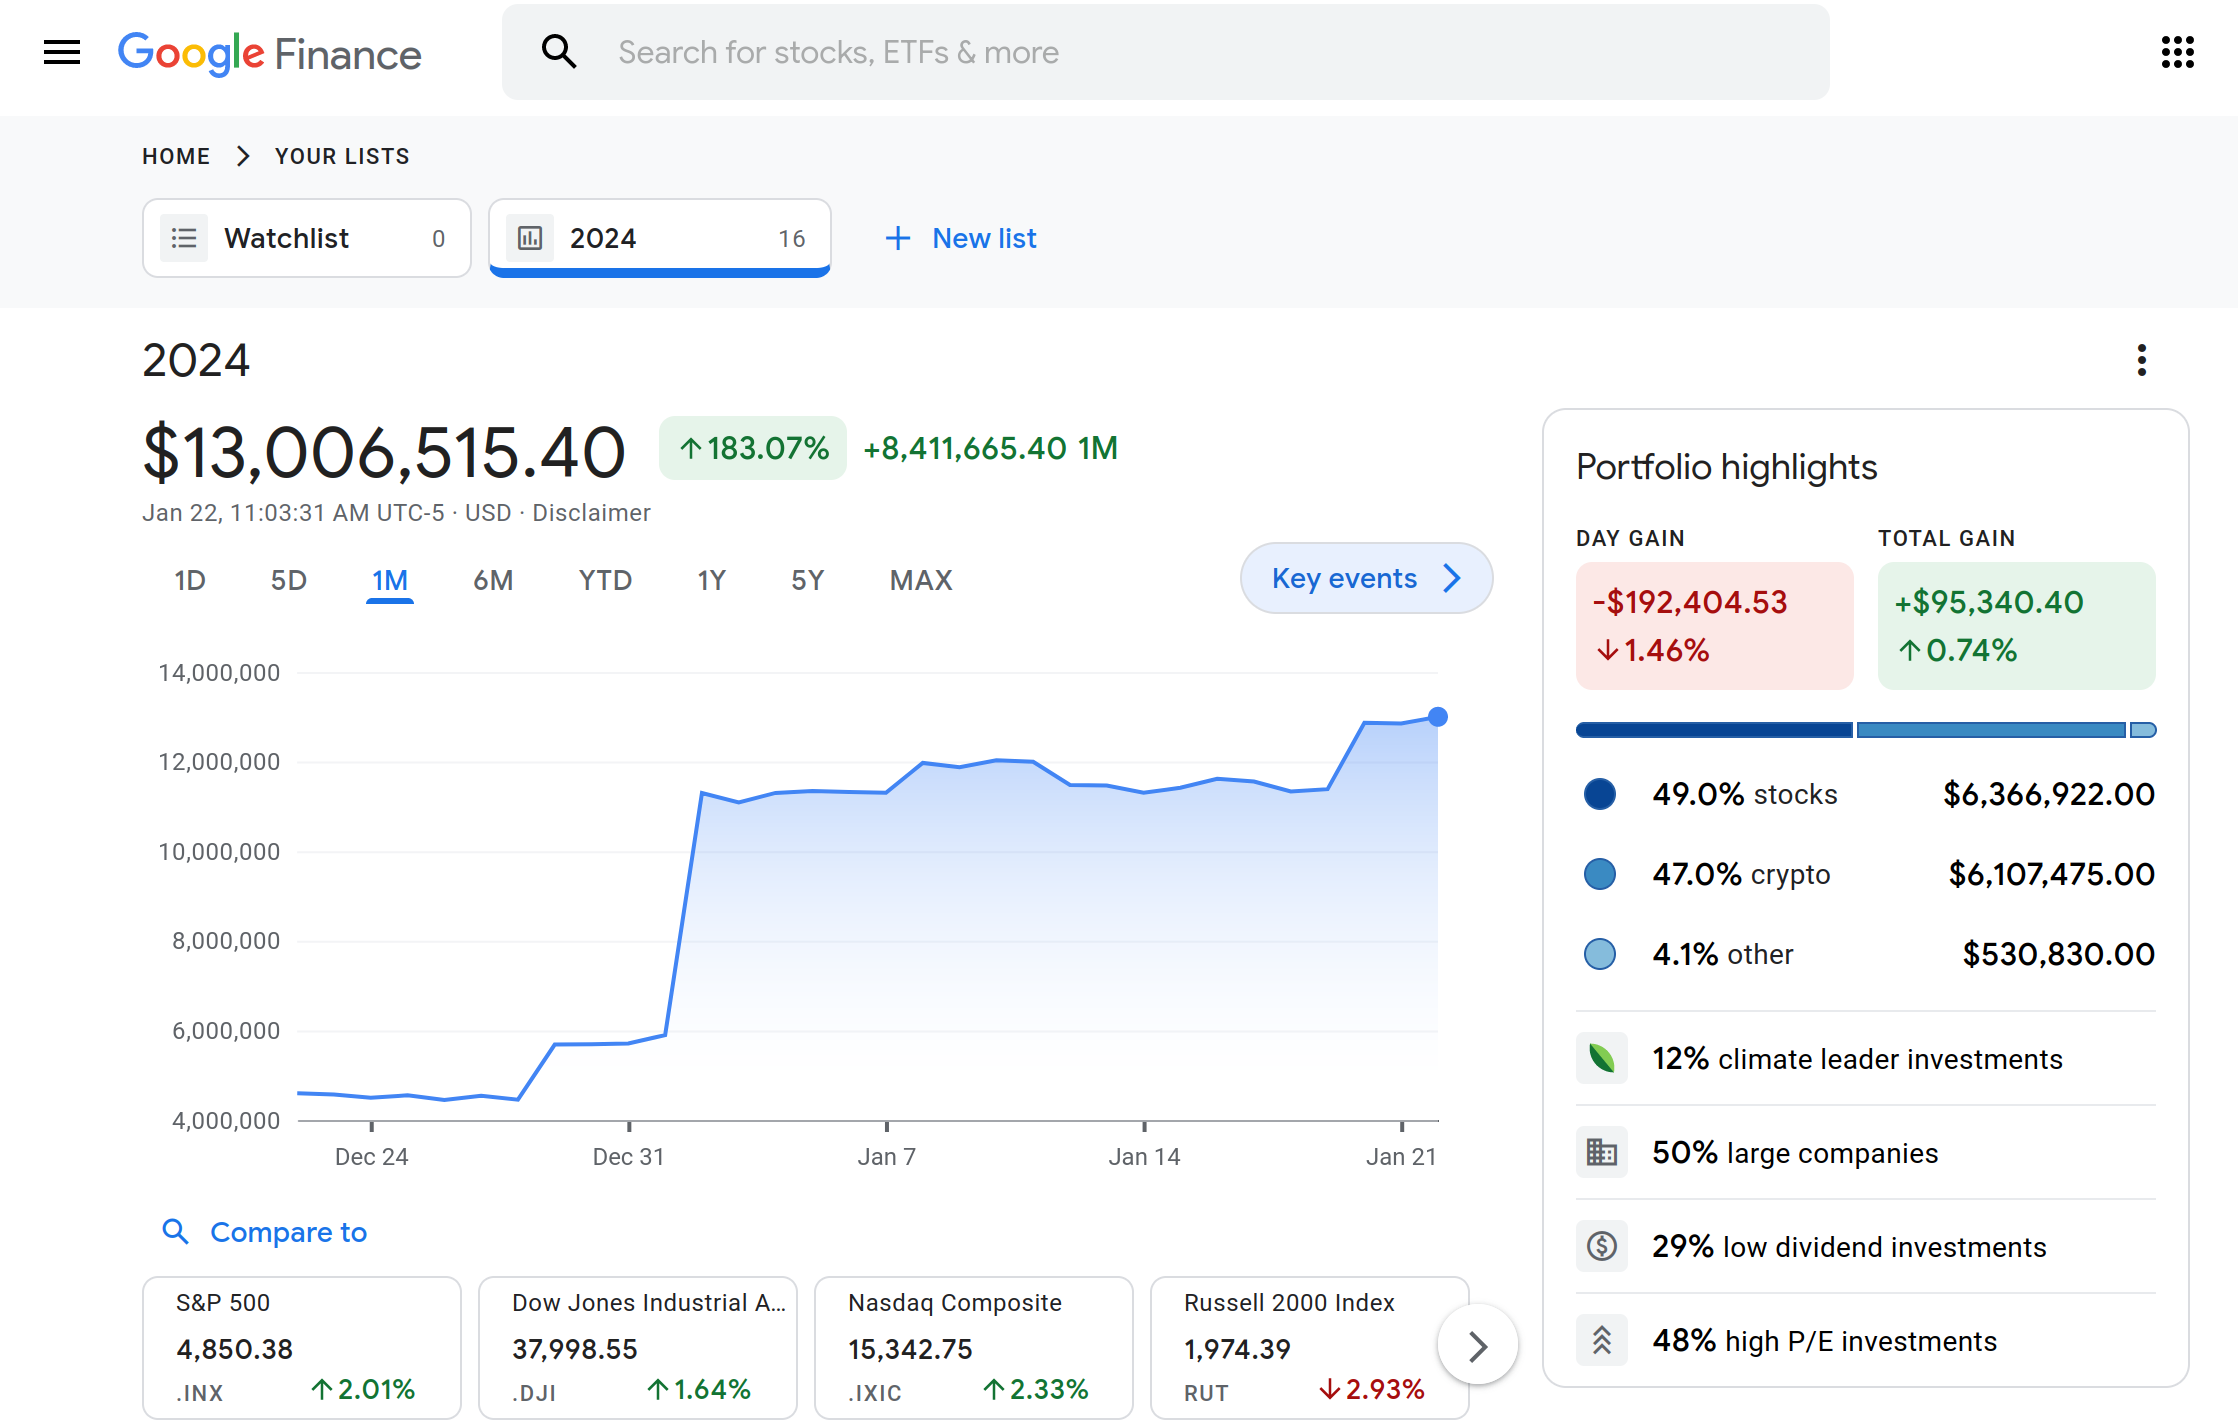 Google Finance
Search for stocks, ETFs & more
HOME > YOUR LISTS
Watchlist 0
2024 16
+ New list
2024
$13,006,515.40 ↑183.07% +8,411,665.40 1M
Jan 22, 11:03:31 AM UTC-5 · USD · Disclaimer
1D 5D 1M 6M YTD 1Y 5Y MAX
Key events >
14,000,000
12,000,000
10,000,000
8,000,000
6,000,000
4,000,000
Dec 24 Dec 31 Jan 7 Jan 14 Jan 21
Compare to
S&P 500
4,850.38
.INX ↑2.01%
Dow Jones Industrial A...
37,998.55
.DJI ↑1.64%
Nasdaq Composite
15,342.75
.IXIC ↑2.33%
Russell 2000 Index
1,974.39
RUT ↓2.93%
Portfolio highlights
DAY GAIN
-$192,404.53
↓1.46%
TOTAL GAIN
+$95,340.40
↑0.74%
49.0% stocks $6,366,922.00
47.0% crypto $6,107,475.00
4.1% other $530,830.00
12% climate leader investments
50% large companies
29% low dividend investments
48% high P/E investments